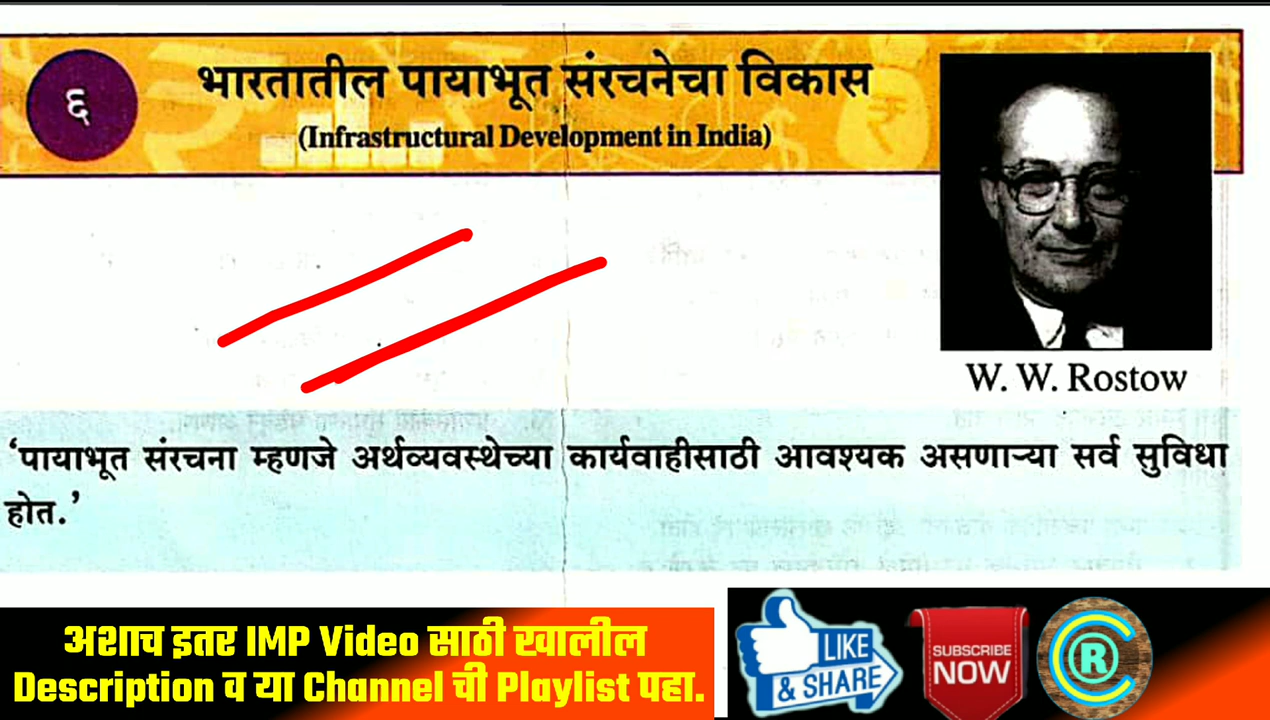 ६
भारतातील पायाभूत संरचनेचा विकास
(Infrastructural Development in India)
W. W. Rostow
‘पायाभूत संरचना म्हणजे अर्थव्यवस्थेच्या कार्यवाहीसाठी आवश्यक असणाऱ्या सर्व सुविधा
होत.’
अशाच इतर IMP Video साठी खालील
Description व या Channel ची Playlist पहा.
LIKE
& SHARE
SUBSCRIBE
NOW
R